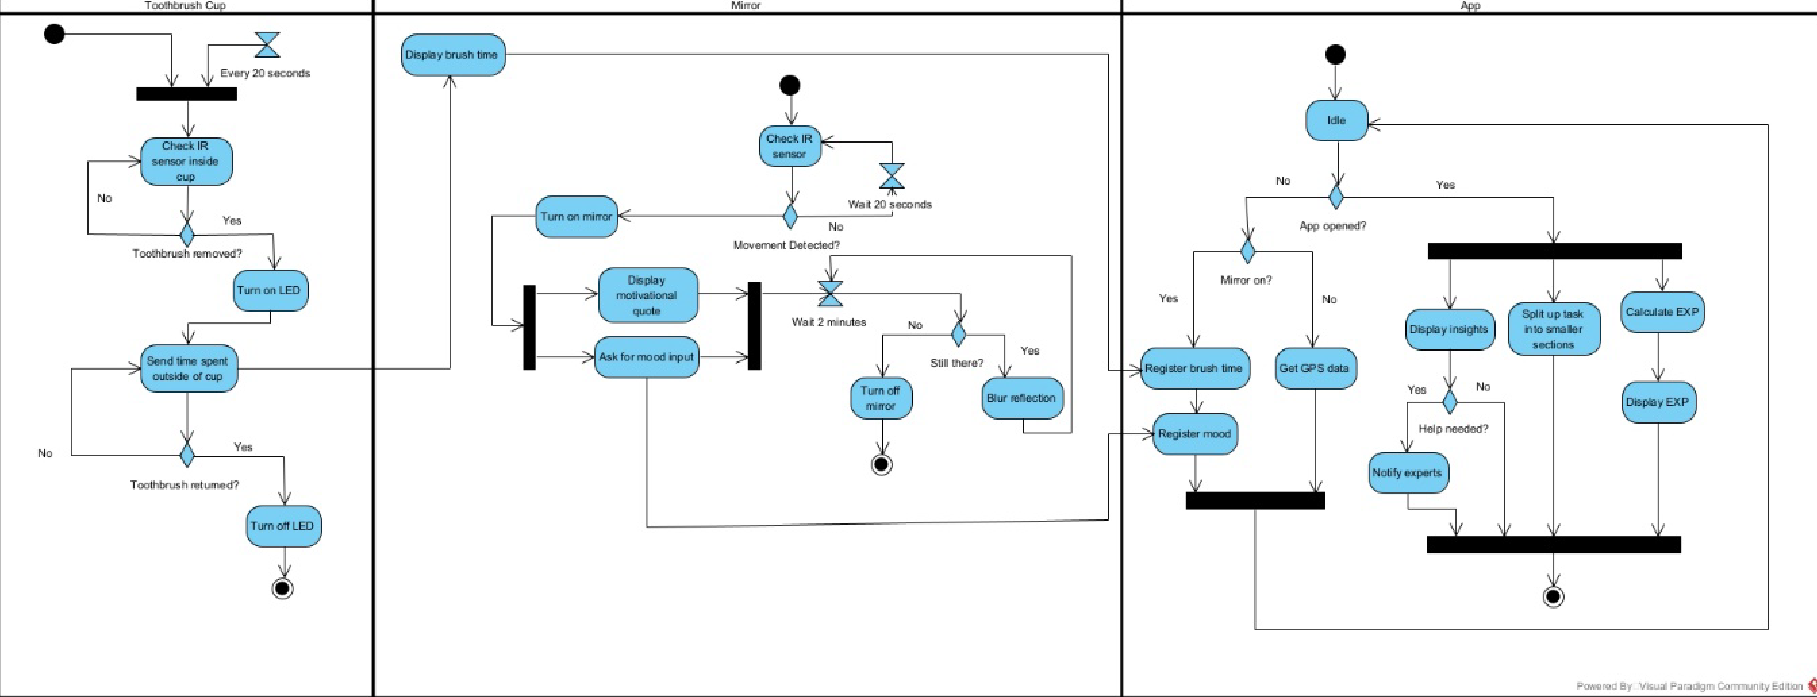 Toothbrush Cup
Mirror
App
Every 20 seconds
Check IR
sensor inside
cup
No
Yes
Toothbrush removed?
Turn on LED
Send time spent
outside of cup
No
Yes
Toothbrush returned?
Turn off LED
Display brush time
Check IR
sensor
Wait 20 seconds
Turn on mirror
No
Movement Detected?
Display
motivational
quote
Ask for mood input
Wait 2 minutes
No
Still there?
Yes
Turn off
mirror
Blur reflection
Idle
No
Yes
App opened?
Mirror on?
Yes
No
Register brush time
Get GPS data
Register mood
Display insights
Split up task
into smaller
sections
Calculate EXP
Yes
No
Help needed?
Display EXP
Notify experts
Powered By: Visual Paradigm Community Edition